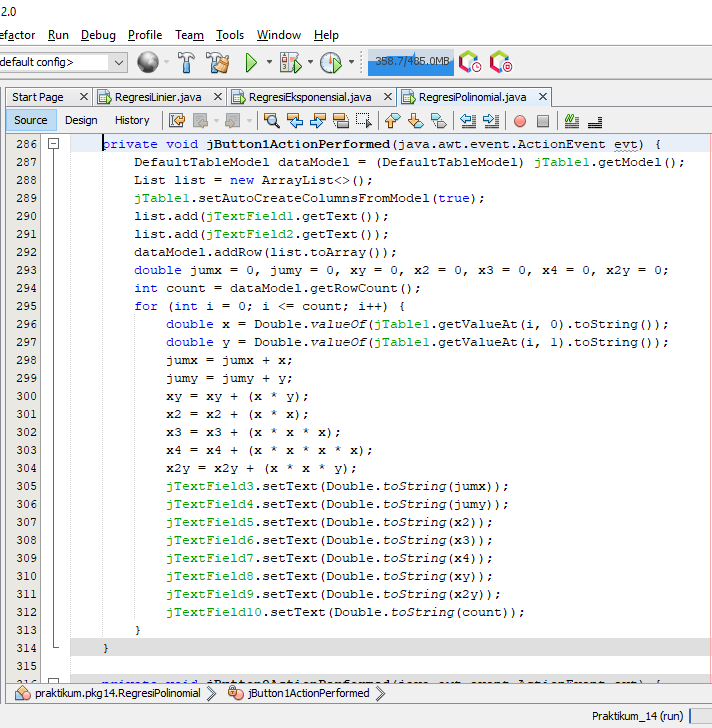 2.0
efactor Run Debug Profile Team Tools Window Help
default config>
358.7/485.0MB
Start Page RegresiLinier.java RegresiEksponensial.java RegresiPolinomial.java
Source Design History
286 private void jButton1ActionPerformed(java.awt.event.ActionEvent evt) {
287 DefaultTableModel dataModel = (DefaultTableModel) jTable1.getModel();
288 List list = new ArrayList<>();
289 jTable1.setAutoCreateColumnsFromModel(true);
290 list.add(jTextField1.getText());
291 list.add(jTextField2.getText());
292 dataModel.addRow(list.toArray());
293 double jumx = 0, jumy = 0, xy = 0, x2 = 0, x3 = 0, x4 = 0, x2y = 0;
294 int count = dataModel.getRowCount();
295 for (int i = 0; i <= count; i++) {
296 double x = Double.valueOf(jTable1.getValueAt(i, 0).toString());
297 double y = Double.valueOf(jTable1.getValueAt(i, 1).toString());
298 jumx = jumx + x;
299 jumy = jumy + y;
300 xy = xy + (x * y);
301 x2 = x2 + (x * x);
302 x3 = x3 + (x * x * x);
303 x4 = x4 + (x * x * x * x);
304 x2y = x2y + (x * x * y);
305 jTextField3.setText(Double.toString(jumx));
306 jTextField4.setText(Double.toString(jumy));
307 jTextField5.setText(Double.toString(x2));
308 jTextField6.setText(Double.toString(x3));
309 jTextField7.setText(Double.toString(x4));
310 jTextField8.setText(Double.toString(xy));
311 jTextField9.setText(Double.toString(x2y));
312 jTextField10.setText(Double.toString(count));
313 }
314 }
315
praktikum.pkg14.RegresiPolinomial jButton1ActionPerformed
Praktikum_14 (run)